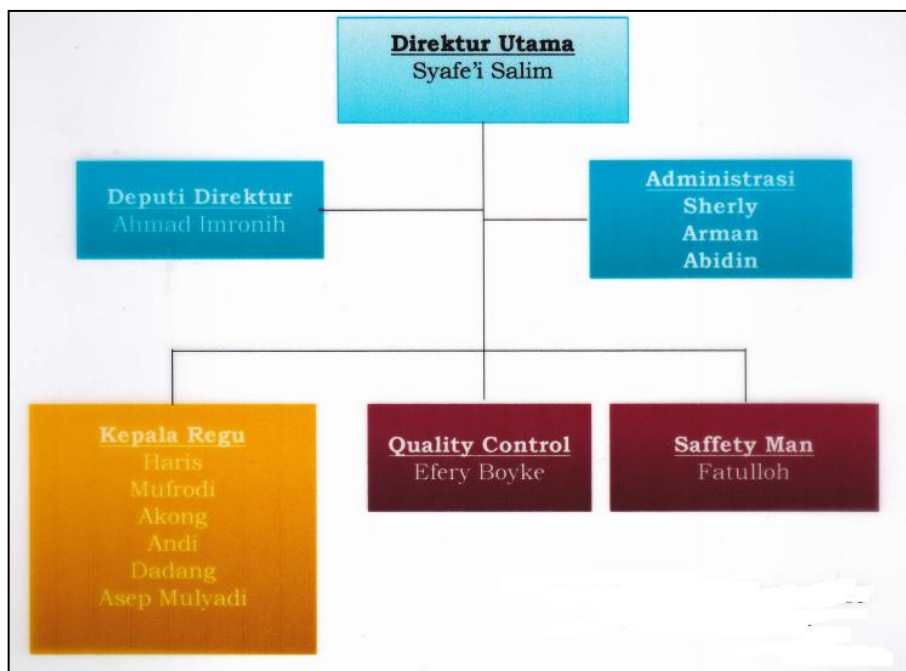 Direktur Utama
Syafe'i Salim
Deputi Direktur
Ahmad Imronih
Administrasi
Sherly
Arman
Abidin
Kepala Regu
Haris
Mufrodi
Akong
Andi
Dadang
Asep Mulyadi
Quality Control
Efery Boyke
Saffety Man
Fatulloh